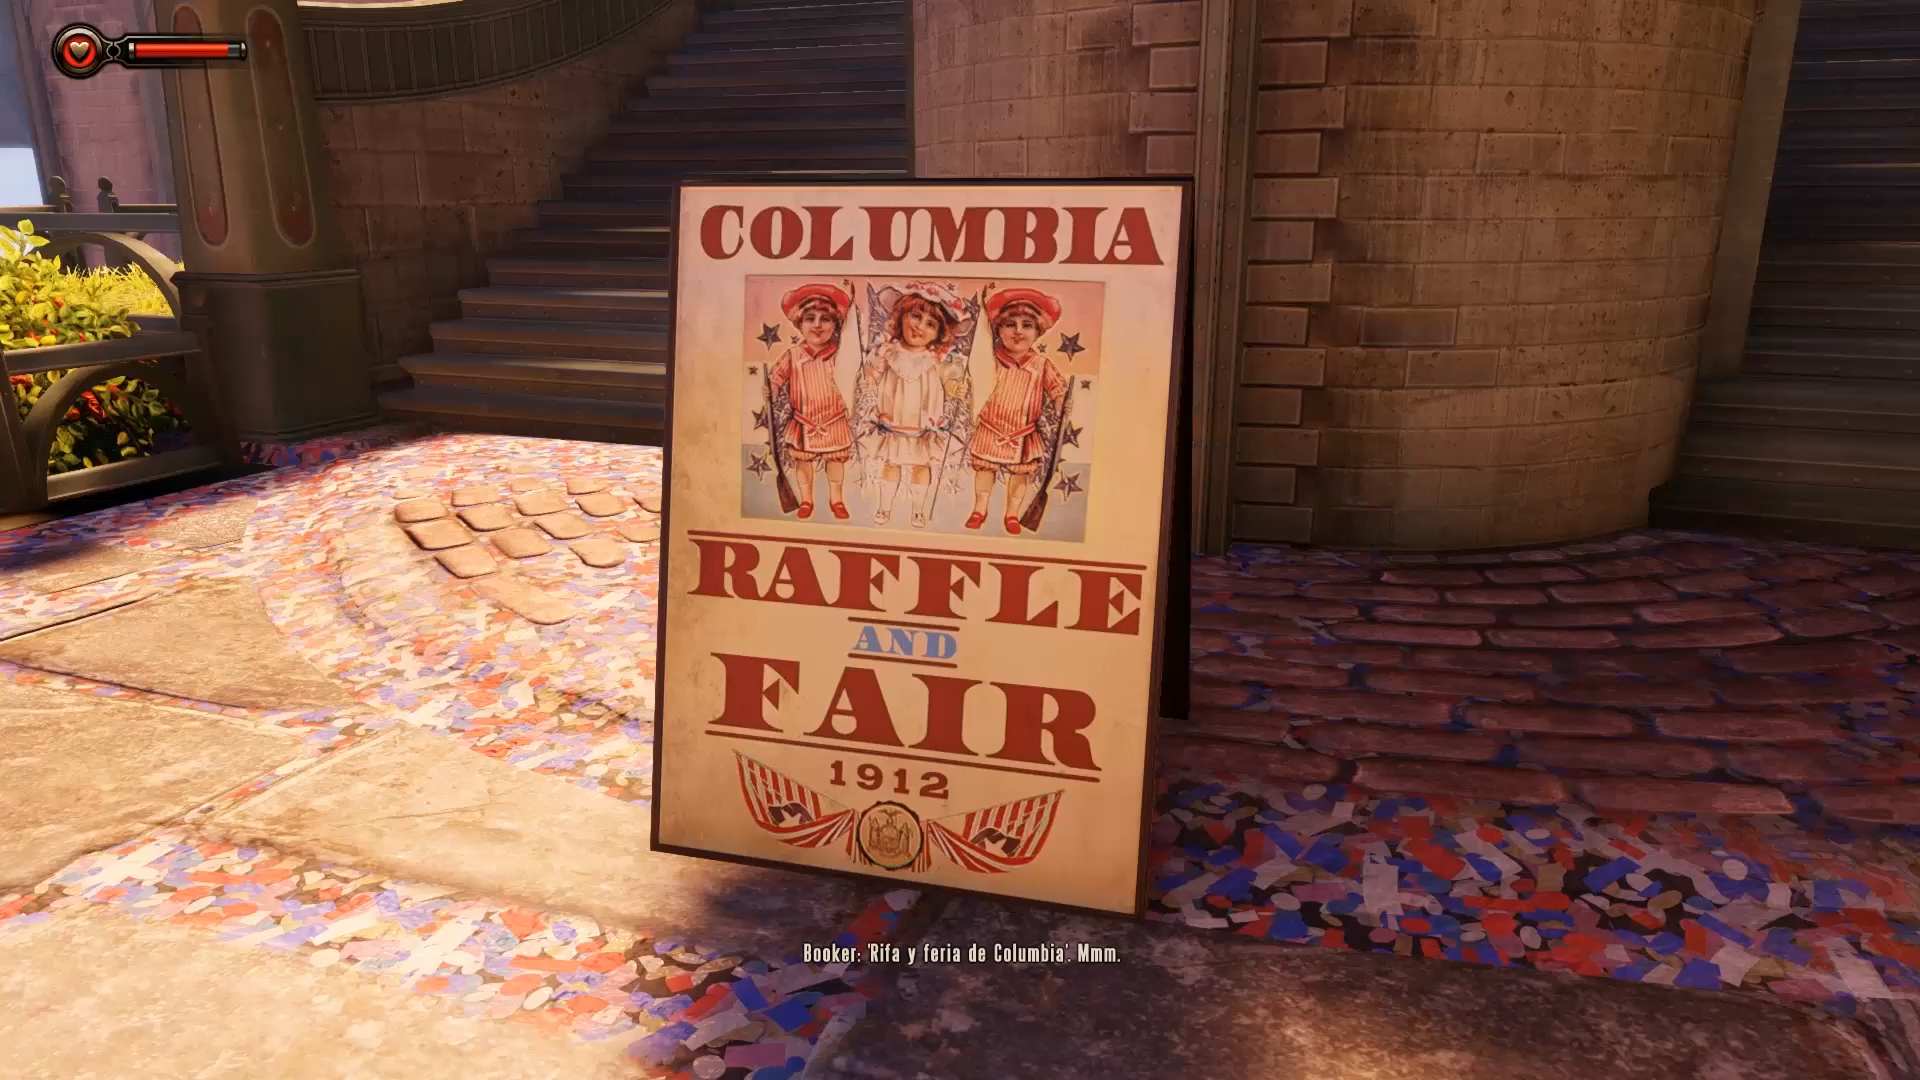 COLUMBIA
RAFFLE
AND
FAIR
1912
Booker: 'Rifa y feria de Columbia'. Mmm.